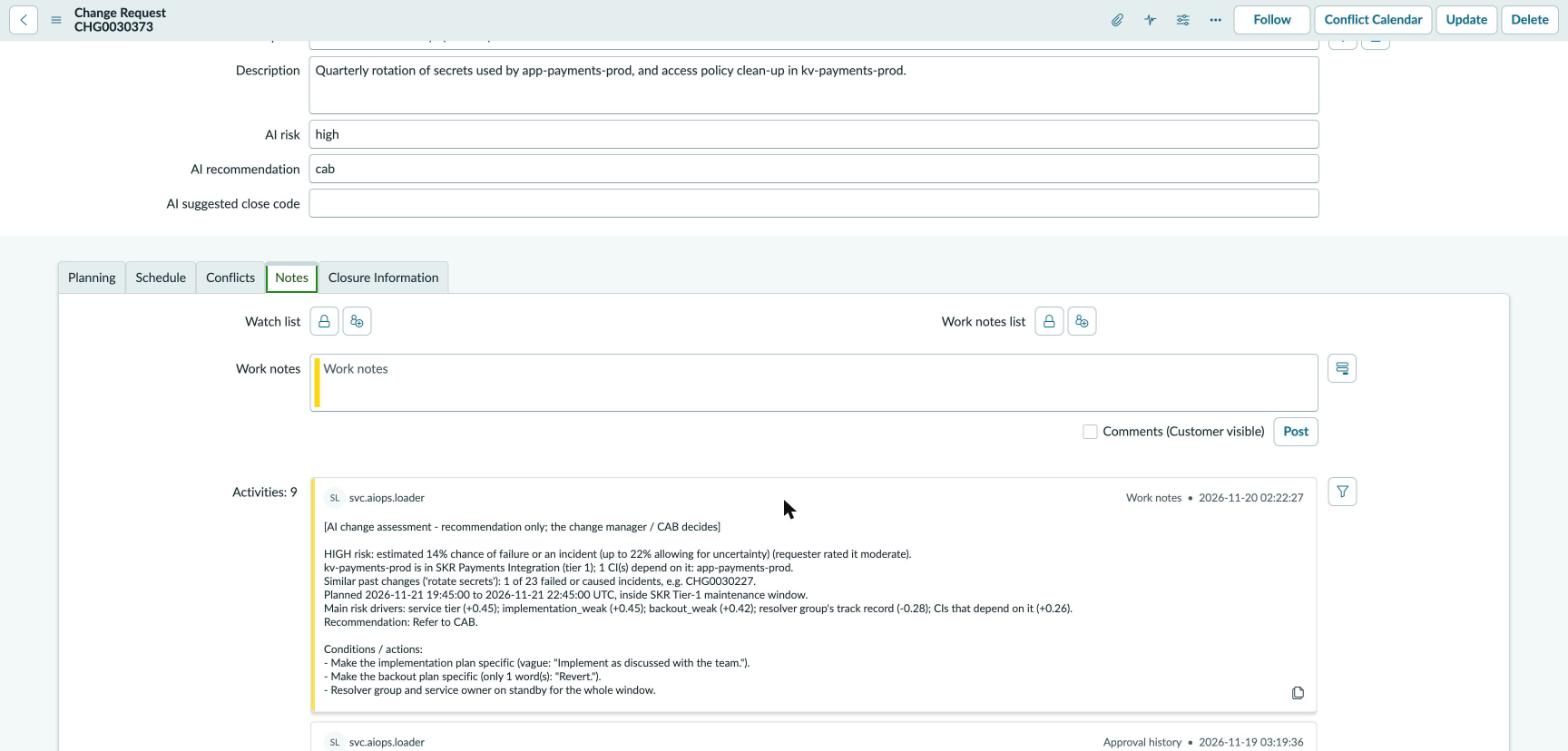 Change Request
CHG0030373
Follow
Conflict Calendar
Update
Delete
Description
Quarterly rotation of secrets used by app-payments-prod, and access policy clean-up in kv-payments-prod.
AI risk
high
AI recommendation
cab
AI suggested close code
Planning
Schedule
Conflicts
Notes
Closure Information
Watch list
Work notes list
Work notes
Work notes
Comments (Customer visible)
Post
Activities: 9
SL svc.aiops.loader
Work notes • 2026-11-20 02:22:27
[AI change assessment - recommendation only; the change manager / CAB decides]
HIGH risk: estimated 14% chance of failure or an incident (up to 22% allowing for uncertainty) (requester rated it moderate).
kv-payments-prod is in SKR Payments Integration (tier 1); 1 CI(s) depend on it: app-payments-prod.
Similar past changes ('rotate secrets'): 1 of 23 failed or caused incidents, e.g. CHG0030227.
Planned 2026-11-21 19:45:00 to 2026-11-21 22:45:00 UTC, inside SKR Tier-1 maintenance window.
Main risk drivers: service tier (+0.45); implementation_weak (+0.45); backout_weak (+0.42); resolver group's track record (-0.28); CIs that depend on it (+0.26).
Recommendation: Refer to CAB.
Conditions / actions:
- Make the implementation plan specific (vague: "Implement as discussed with the team.").
- Make the backout plan specific (only 1 word(s): "Revert.").
- Resolver group and service owner on standby for the whole window.
SL svc.aiops.loader
Approval history • 2026-11-19 03:19:36